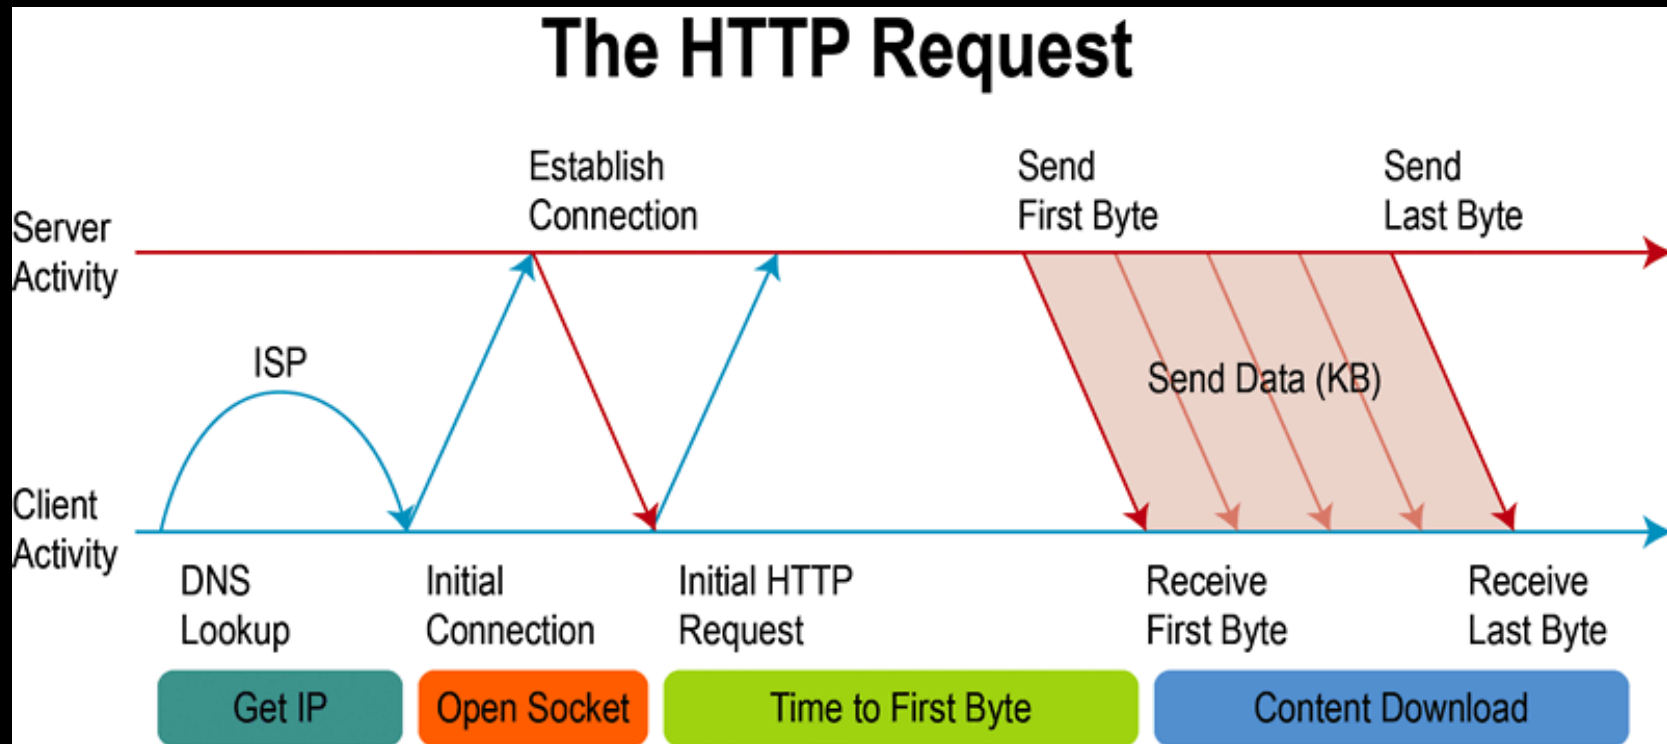 The HTTP Request
Establish
Connection
Send
First Byte
Send
Last Byte
Server
Activity
ISP
Send Data (KB)
Client
Activity
DNS
Lookup
Initial
Connection
Initial HTTP
Request
Receive
First Byte
Receive
Last Byte
Get IP
Open Socket
Time to First Byte
Content Download